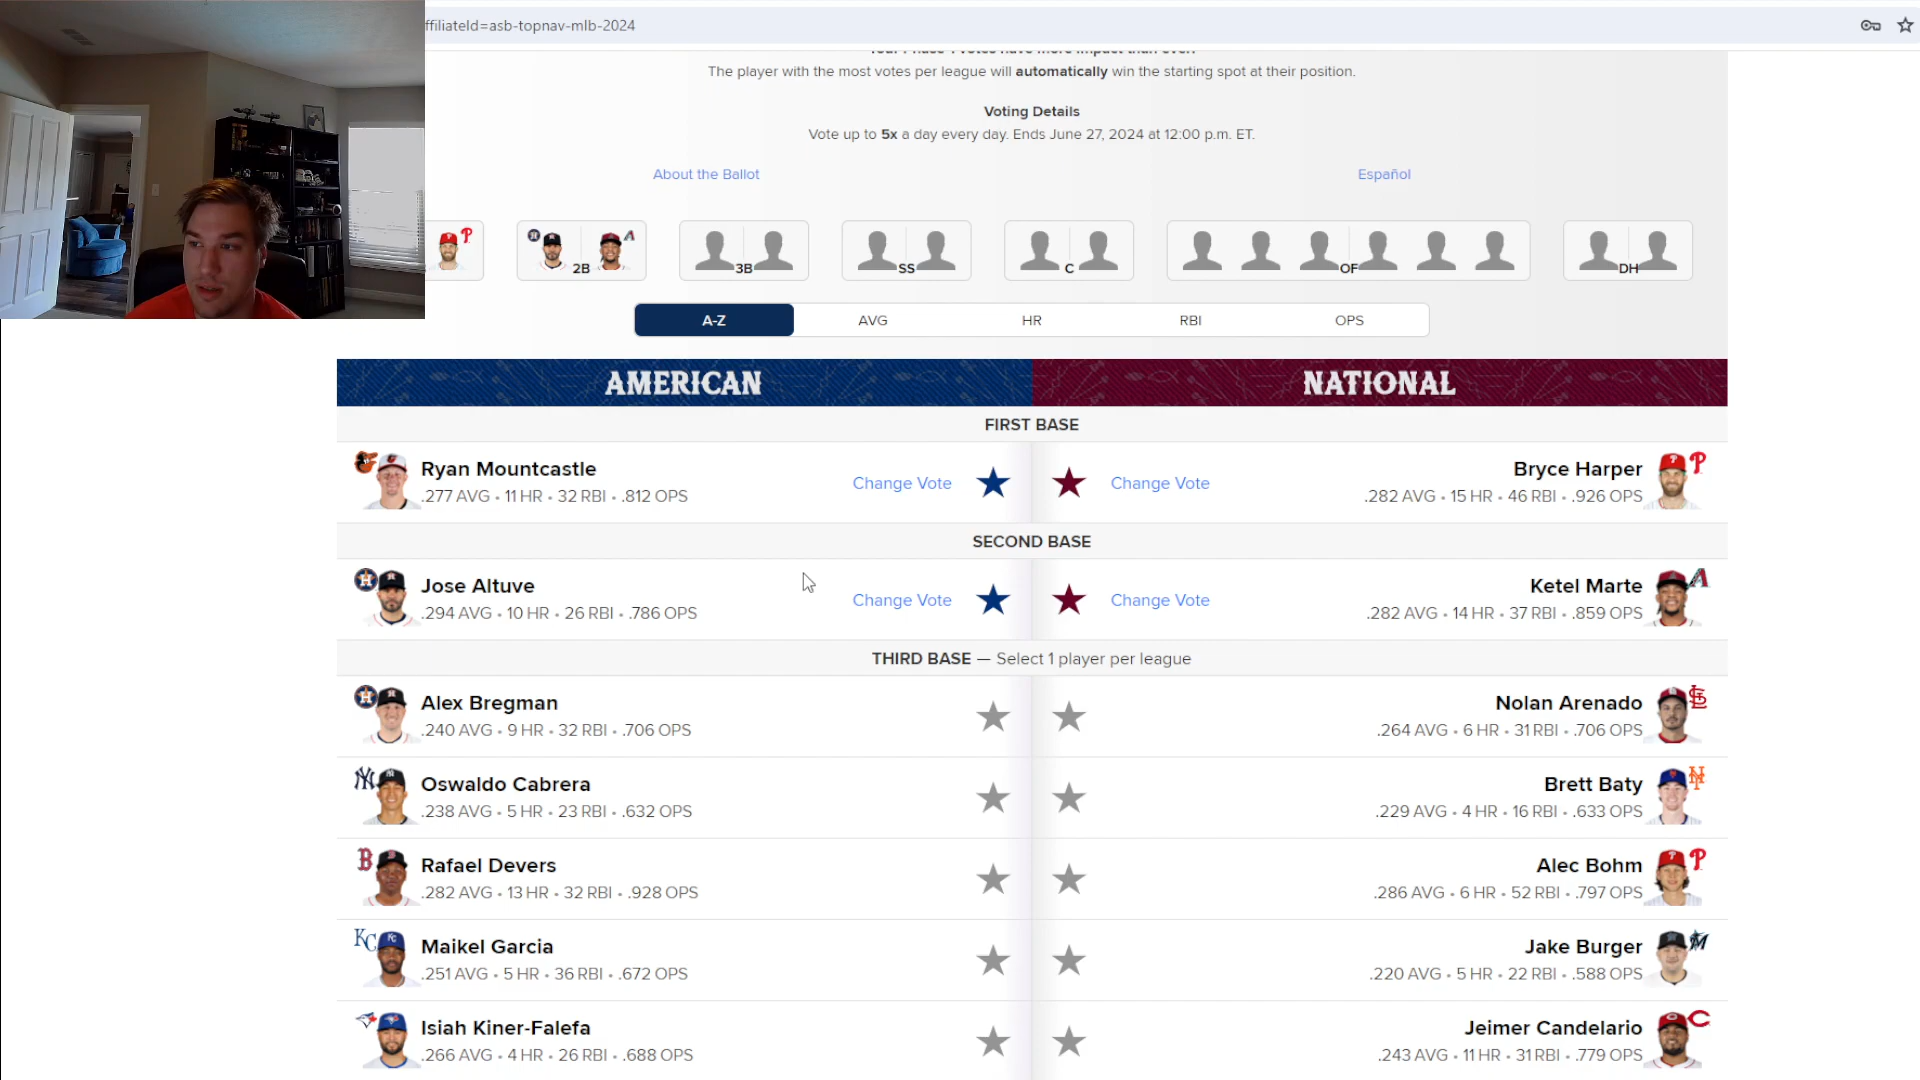 ffiliateId=asb-topnav-mlb-2024
The player with the most votes per league will automatically win the starting spot at their position.
Voting Details
Vote up to 5x a day every day. Ends June 27, 2024 at 12:00 p.m. ET.
About the Ballot
Español
2B
3B
SS
C
OF
DH
A-Z
AVG
HR
RBI
OPS
AMERICAN
NATIONAL
FIRST BASE
Ryan Mountcastle
.277 AVG • 11 HR • 32 RBI • .812 OPS
Change Vote
Change Vote
Bryce Harper
.282 AVG • 15 HR • 46 RBI • .926 OPS
SECOND BASE
Jose Altuve
.294 AVG • 10 HR • 26 RBI • .786 OPS
Change Vote
Change Vote
Ketel Marte
.282 AVG • 14 HR • 37 RBI • .859 OPS
THIRD BASE — Select 1 player per league
Alex Bregman
.240 AVG • 9 HR • 32 RBI • .706 OPS
Nolan Arenado
.264 AVG • 6 HR • 31 RBI • .706 OPS
Oswaldo Cabrera
.238 AVG • 5 HR • 23 RBI • .632 OPS
Brett Baty
.229 AVG • 4 HR • 16 RBI • .633 OPS
Rafael Devers
.282 AVG • 13 HR • 32 RBI • .928 OPS
Alec Bohm
.286 AVG • 6 HR • 52 RBI • .797 OPS
Maikel Garcia
.251 AVG • 5 HR • 36 RBI • .672 OPS
Jake Burger
.220 AVG • 5 HR • 22 RBI • .588 OPS
Isiah Kiner-Falefa
.266 AVG • 4 HR • 26 RBI • .688 OPS
Jeimer Candelario
.243 AVG • 11 HR • 31 RBI • .779 OPS